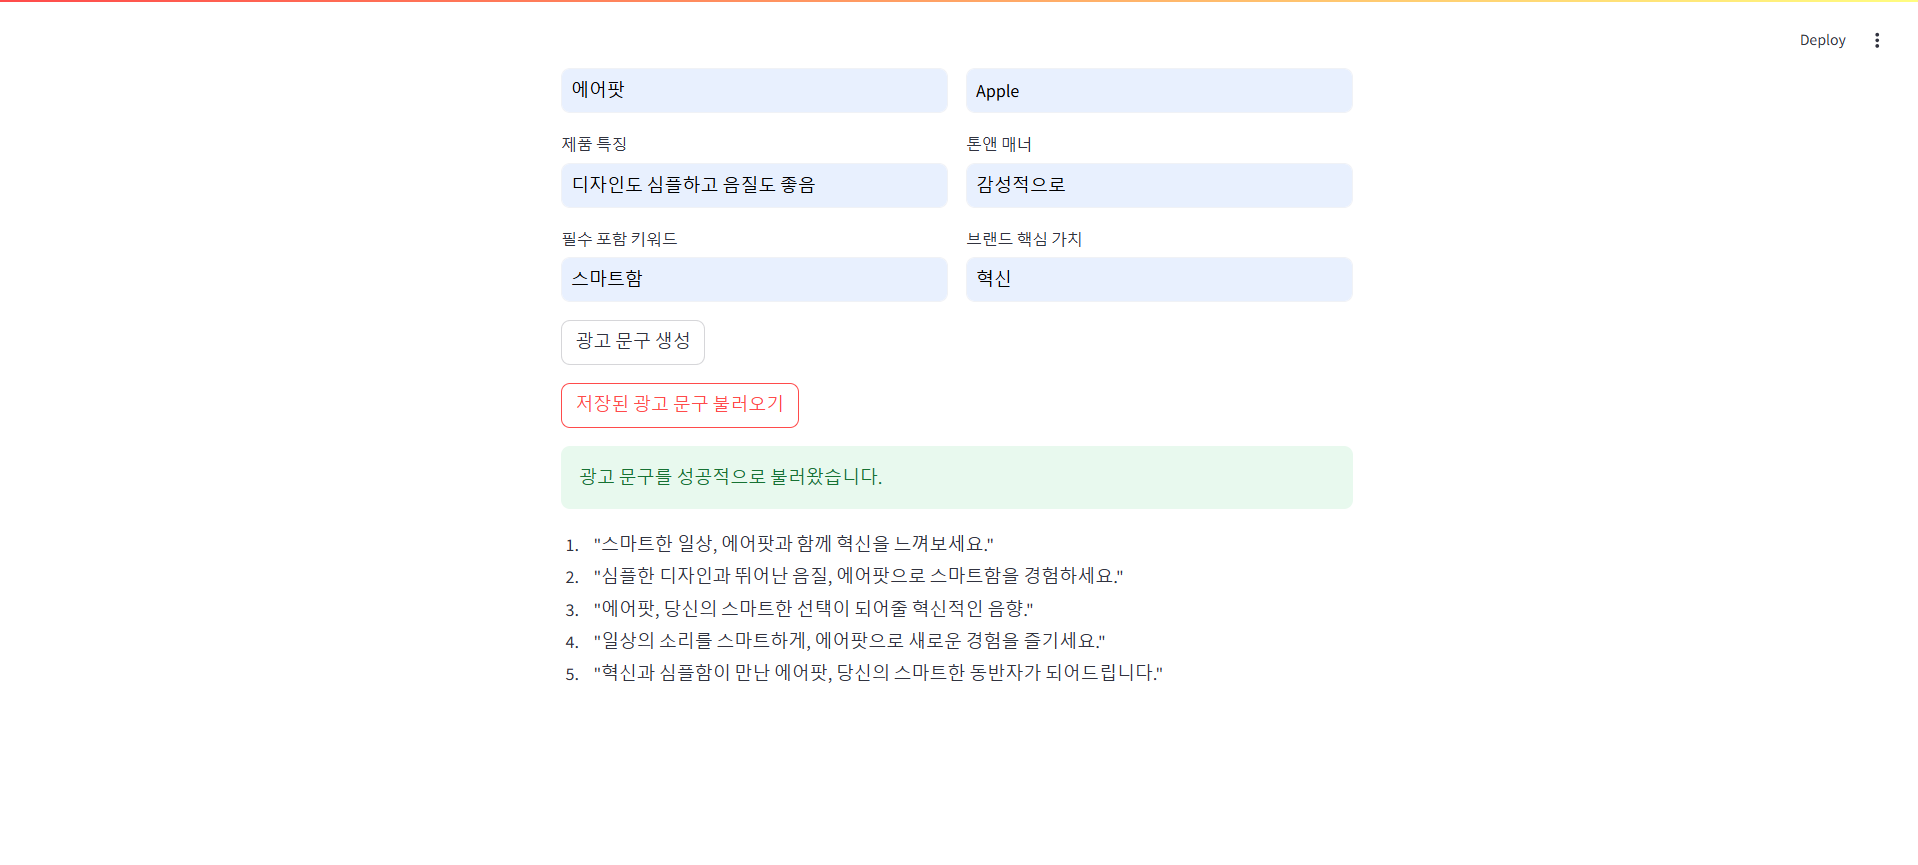 Deploy
에어팟
Apple
제품 특징
톤앤 매너
디자인도 심플하고 음질도 좋음
감성적으로
필수 포함 키워드
브랜드 핵심 가치
스마트함
혁신
광고 문구 생성
저장된 광고 문구 불러오기
광고 문구를 성공적으로 불러왔습니다.
1. "스마트한 일상, 에어팟과 함께 혁신을 느껴보세요."
2. "심플한 디자인과 뛰어난 음질, 에어팟으로 스마트함을 경험하세요."
3. "에어팟, 당신의 스마트한 선택이 되어줄 혁신적인 음향."
4. "일상의 소리를 스마트하게, 에어팟으로 새로운 경험을 즐기세요."
5. "혁신과 심플함이 만난 에어팟, 당신의 스마트한 동반자가 되어드립니다."